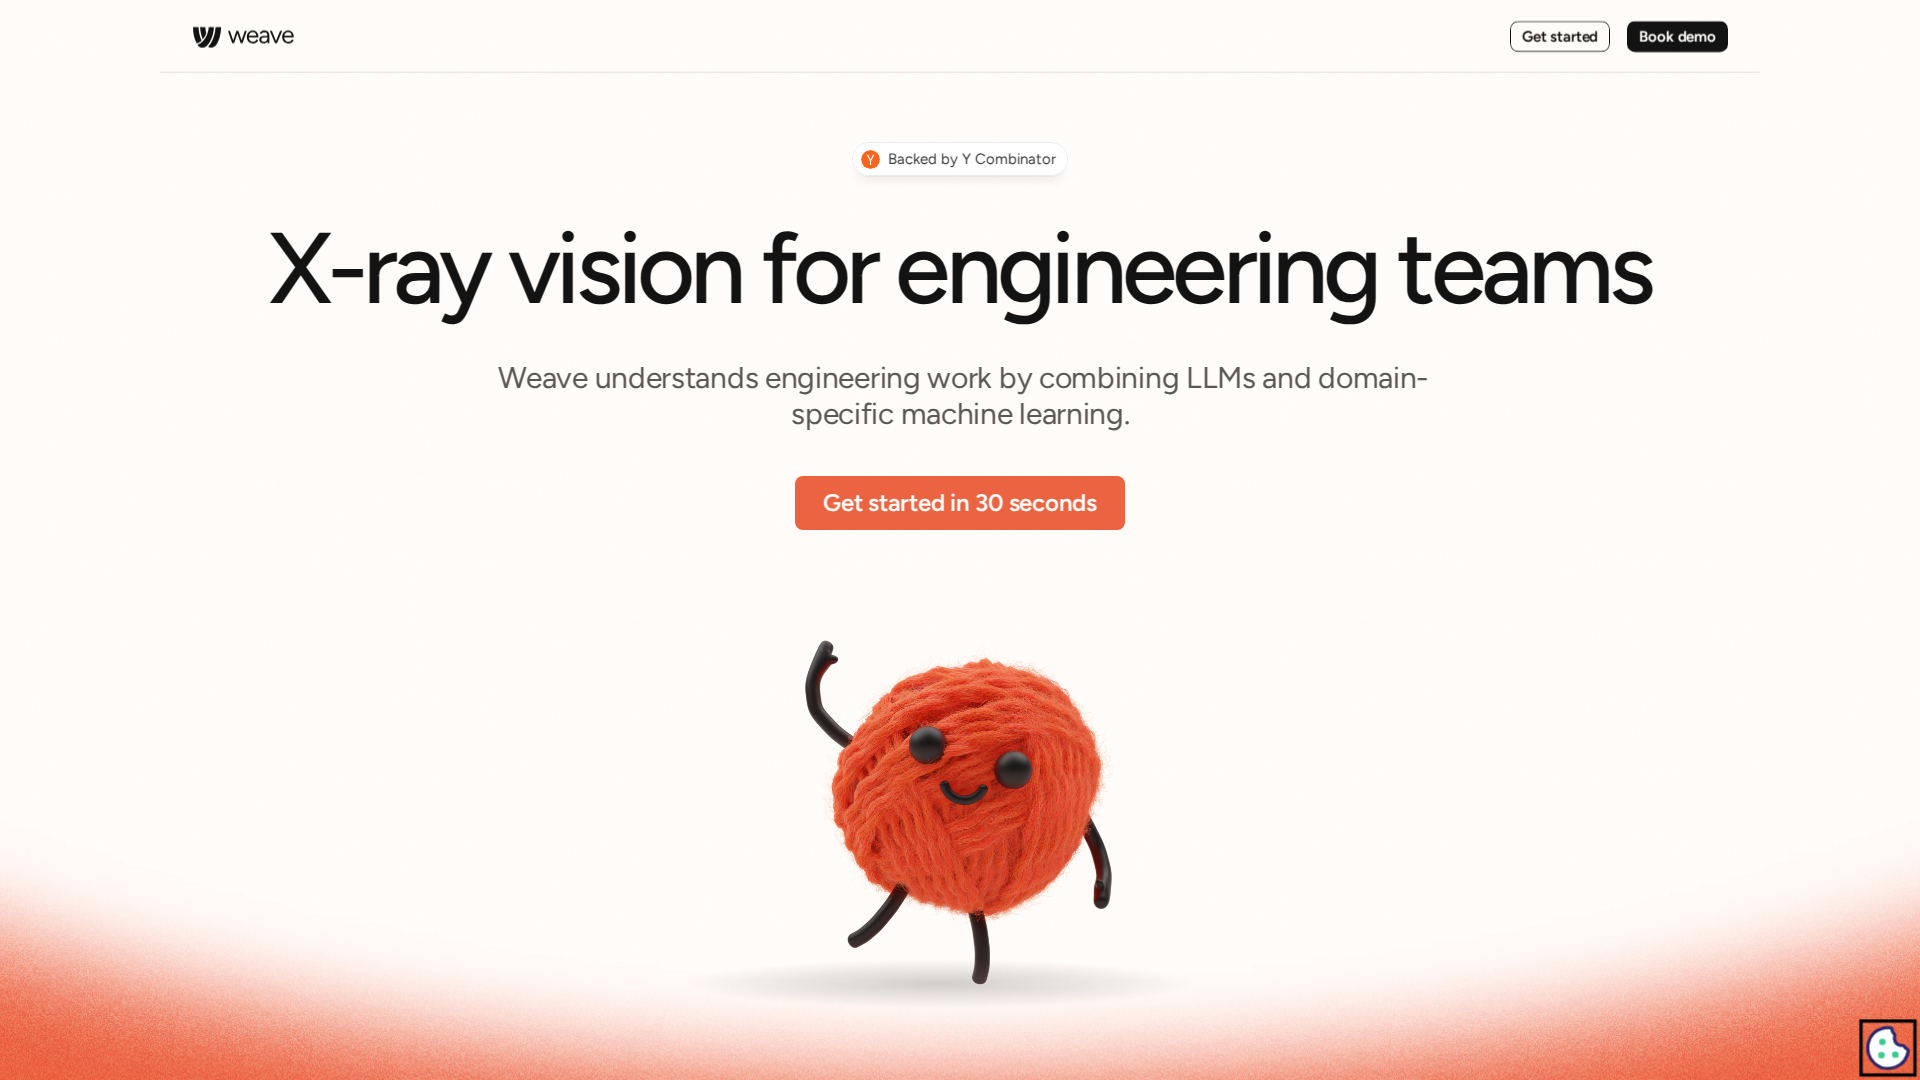 weave
Get started
Book demo
Y Backed by Y Combinator
X-ray vision for engineering teams
Weave understands engineering work by combining LLMs and domain-
specific machine learning.
Get started in 30 seconds